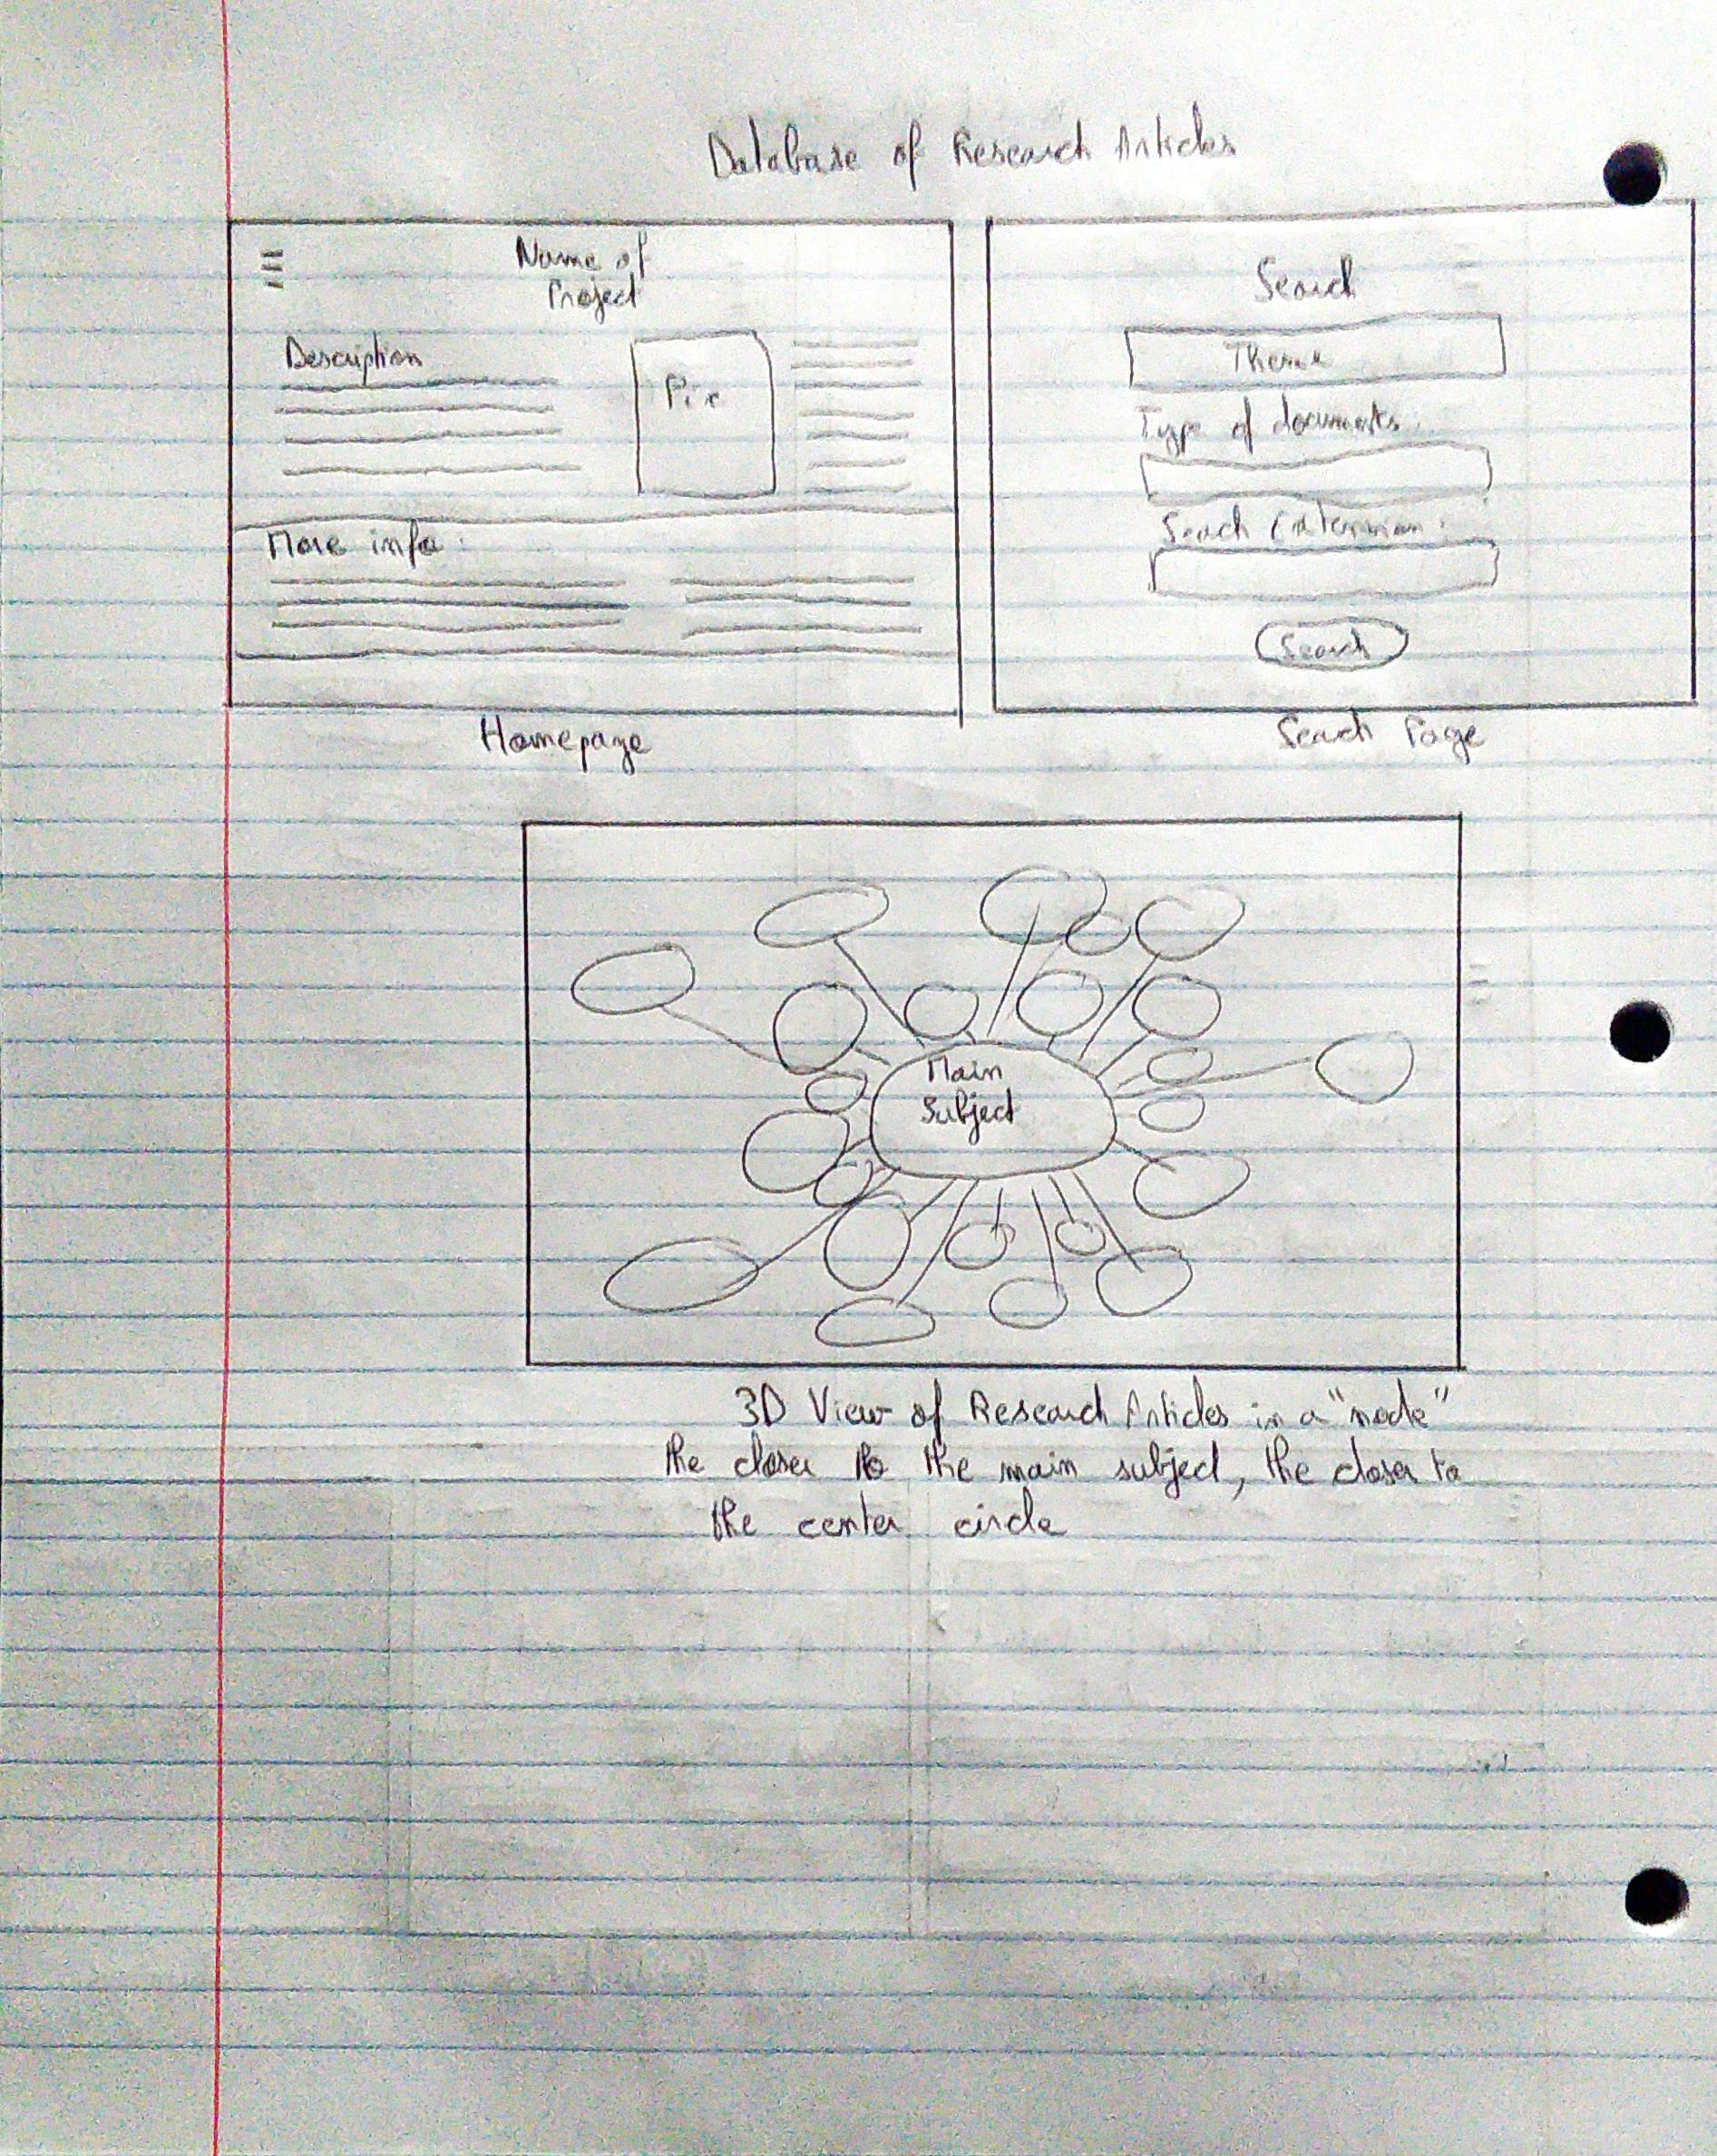 Database of Research Articles
Name of
Project
Description
Pic
More info:
Homepage
Search
Theme
Type of documents:
Search Criterion:
Search
Search Page
Main
Subject
3D View of Research Articles in a "node"
the closer to the main subject, the closer to
the center circle